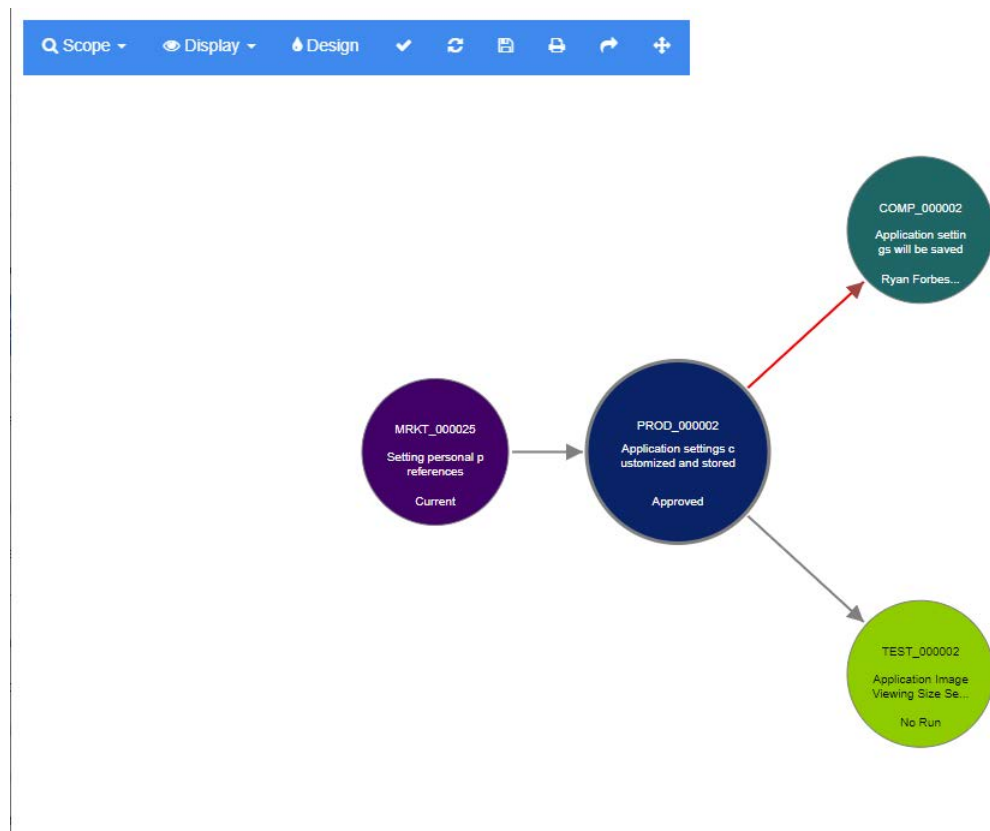 Scope Display Design
COMP_000002
Application settin
gs will be saved
Ryan Forbes...
MRKT_000025
Setting personal p
references
Current
PROD_000002
Application settings c
ustomized and stored
Approved
TEST_000002
Application Image
Viewing Size Se...
No Run